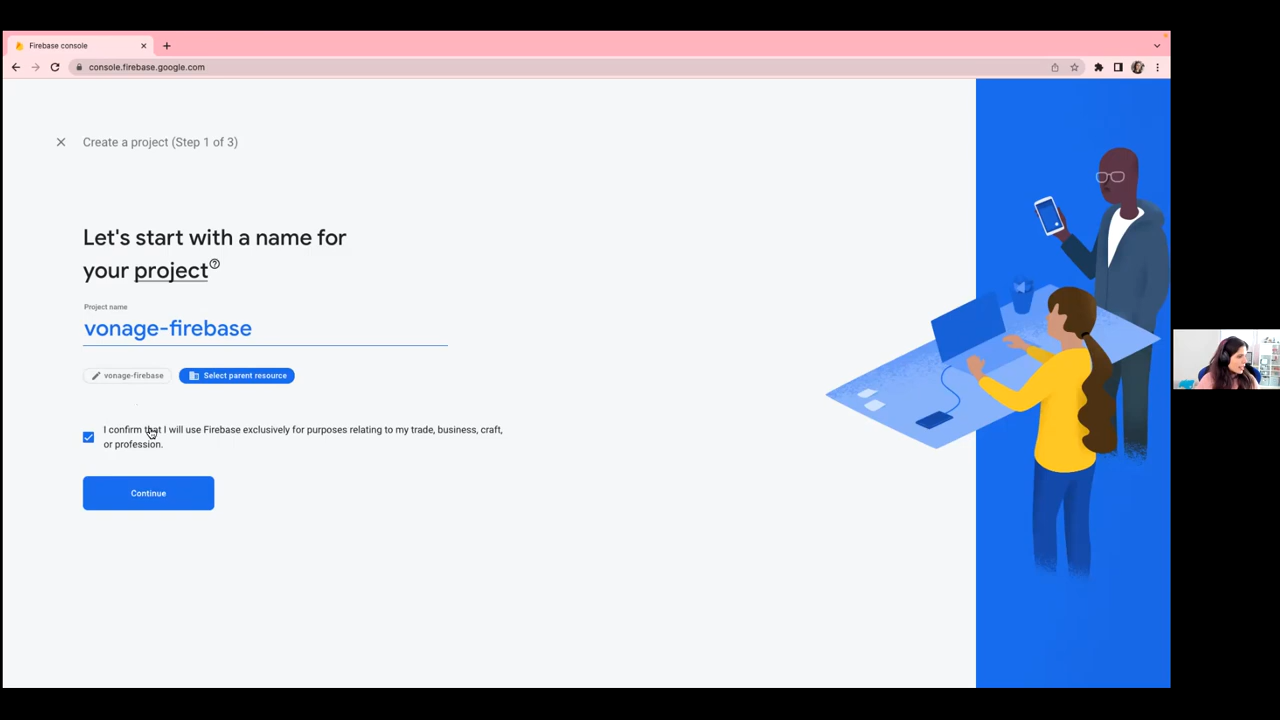 Firebase console
console.firebase.google.com
Create a project (Step 1 of 3)
Let's start with a name for
your project
Project name
vonage-firebase
vonage-firebase
Select parent resource
I confirm that I will use Firebase exclusively for purposes relating to my trade, business, craft,
or profession.
Continue